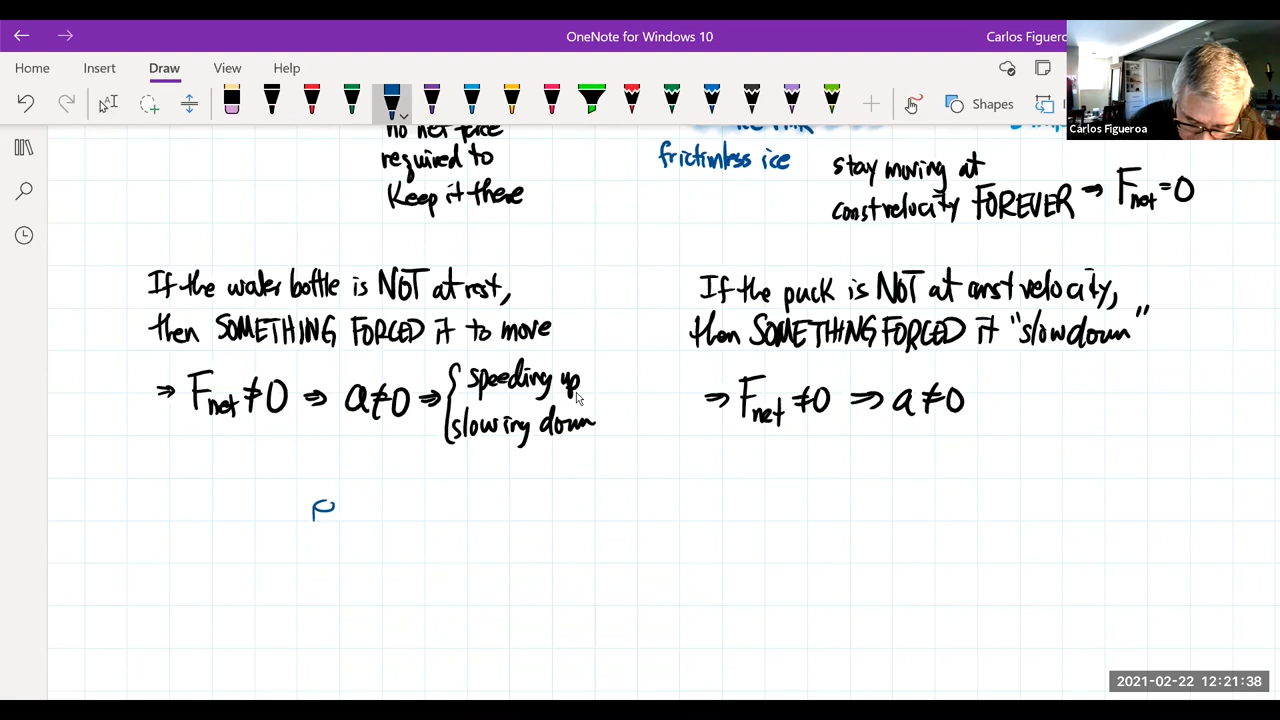 OneNote for Windows 10
Carlos Figuero
Home Insert Draw View Help
Shapes
Carlos Figueroa
no net force
required to
Keep it there
frictionless ice
stay moving at
const velocity FOREVER ⇒ Fnet = 0
If the water bottle is NOT at rest,
then SOMETHING FORCED it to move
⇒ Fnet ≠ 0 ⇒ a ≠ 0 ⇒ { speeding up
slowing down
If the puck is NOT at const velocity,
then SOMETHING FORCED it "slow down"
⇒ Fnet ≠ 0 ⇒ a ≠ 0
2021-02-22 12:21:38